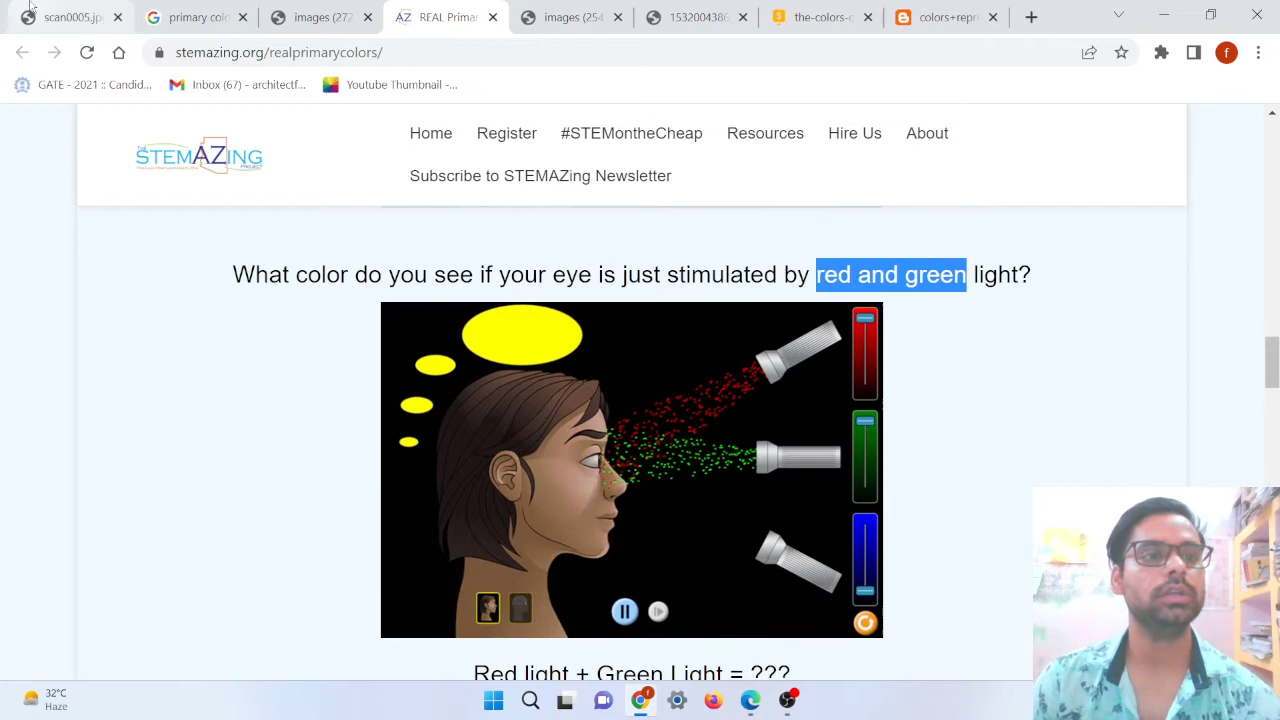 scan0005.jp
primary colo
images (272
REAL Primar
images (254
1532004386
the-colors-e
colors+repr
stemazing.org/realprimarycolors/
f
GATE - 2021 :: Candid...
Inbox (67) - architectf...
Youtube Thumbnail -...
THE
STEMAZING
PROJECT
Home
Register
#STEMontheCheap
Resources
Hire Us
About
Subscribe to STEMAZing Newsletter
What color do you see if your eye is just stimulated by red and green light?
Red light + Green Light = ???
32°C
Haze